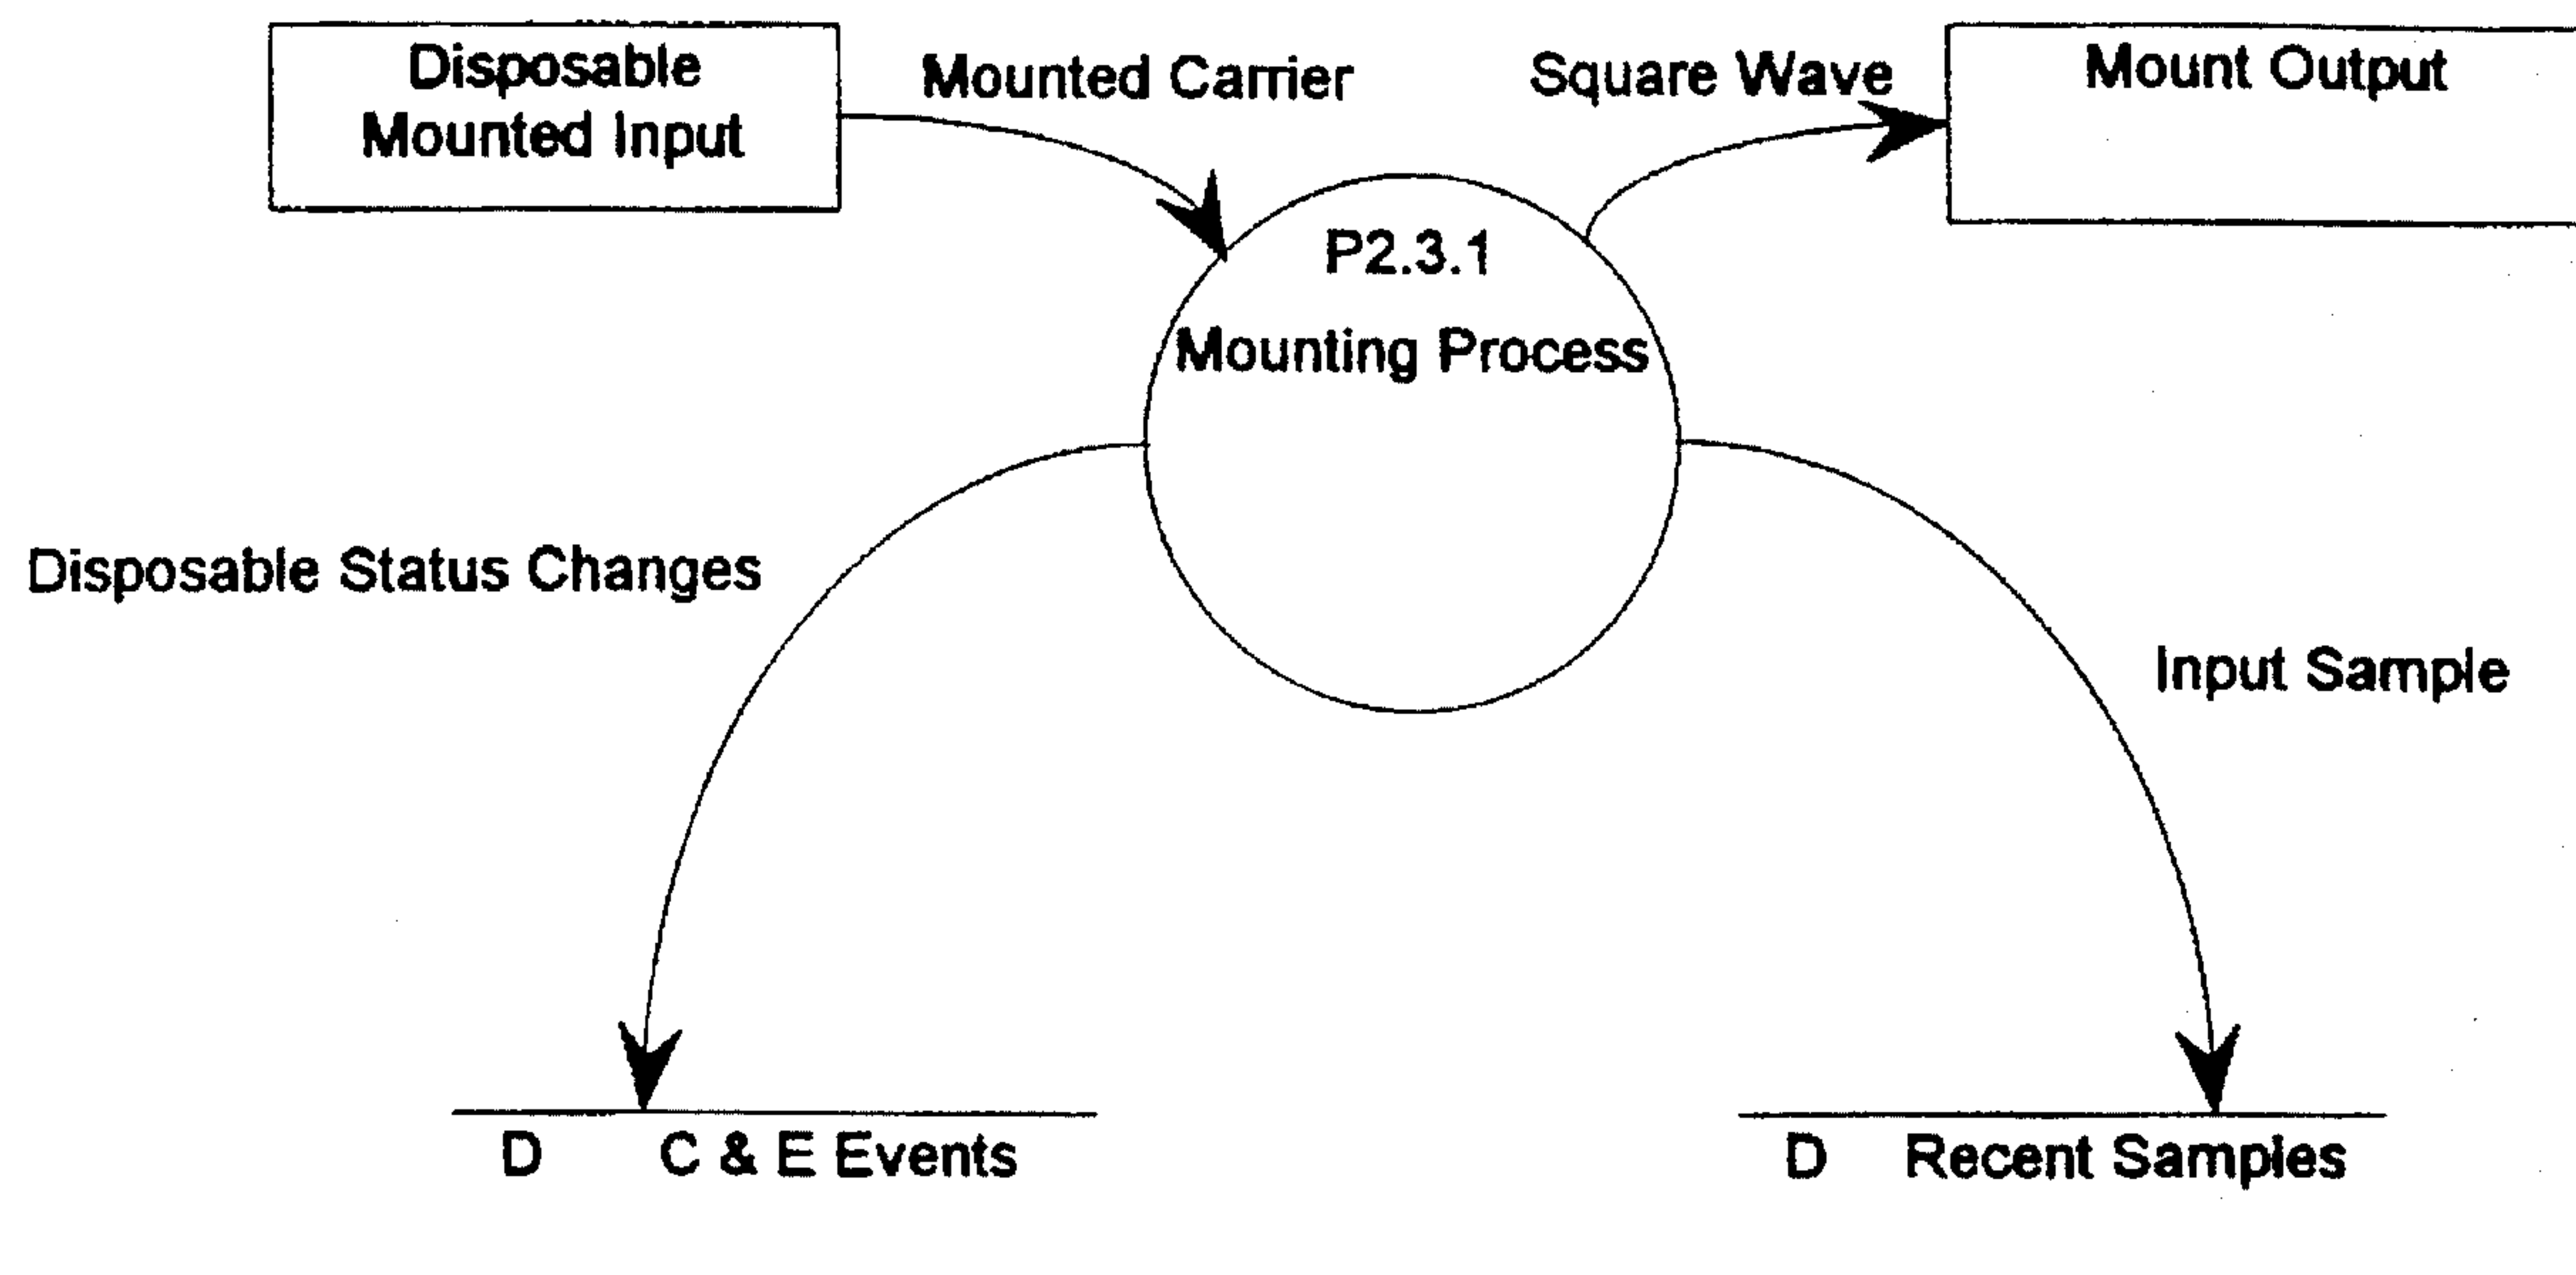 Disposable
Mounted Input
Mounted Carrier
Square Wave
Mount Output
P2.3.1
Mounting Process
Disposable Status Changes
Input Sample
D C & E Events
D Recent Samples